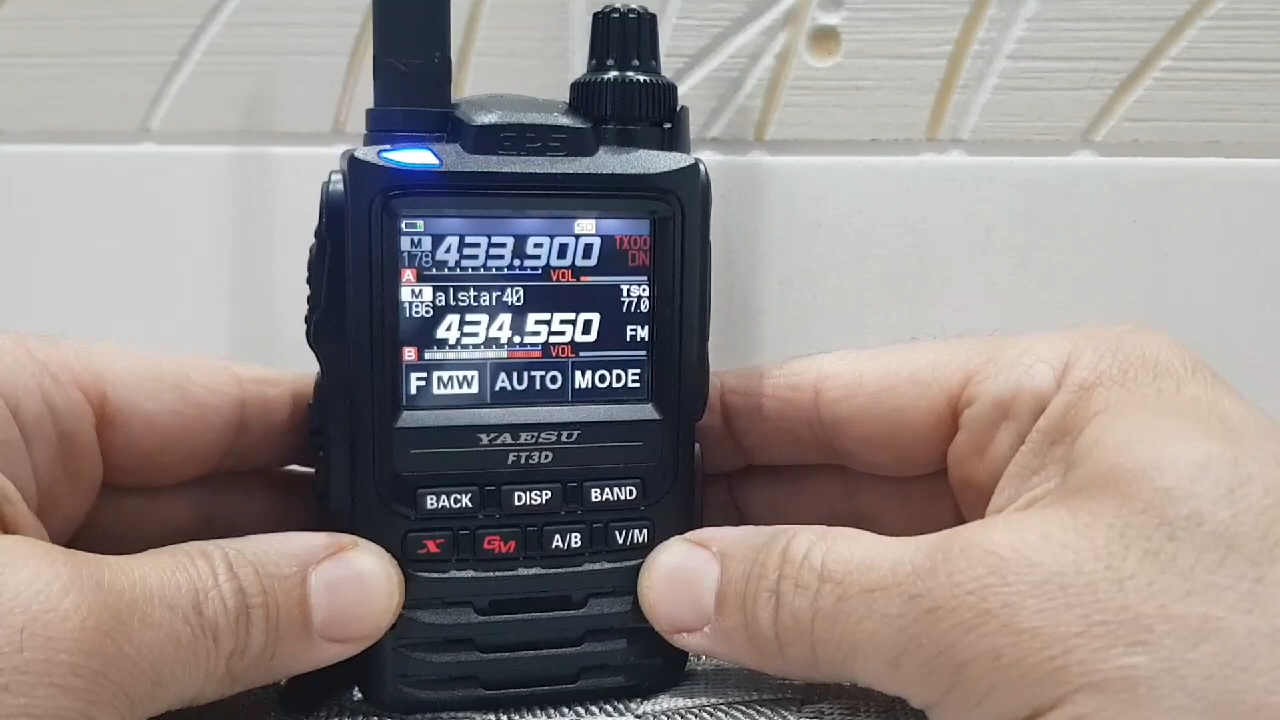 GPS
SD
M 433.900 TX00
178 DN
A VOL
M alstar40 TSQ
186 77.0
434.550 FM
B VOL
F MW AUTO MODE
YAESU
FT3D
BACK DISP BAND
X GM A/B V/M